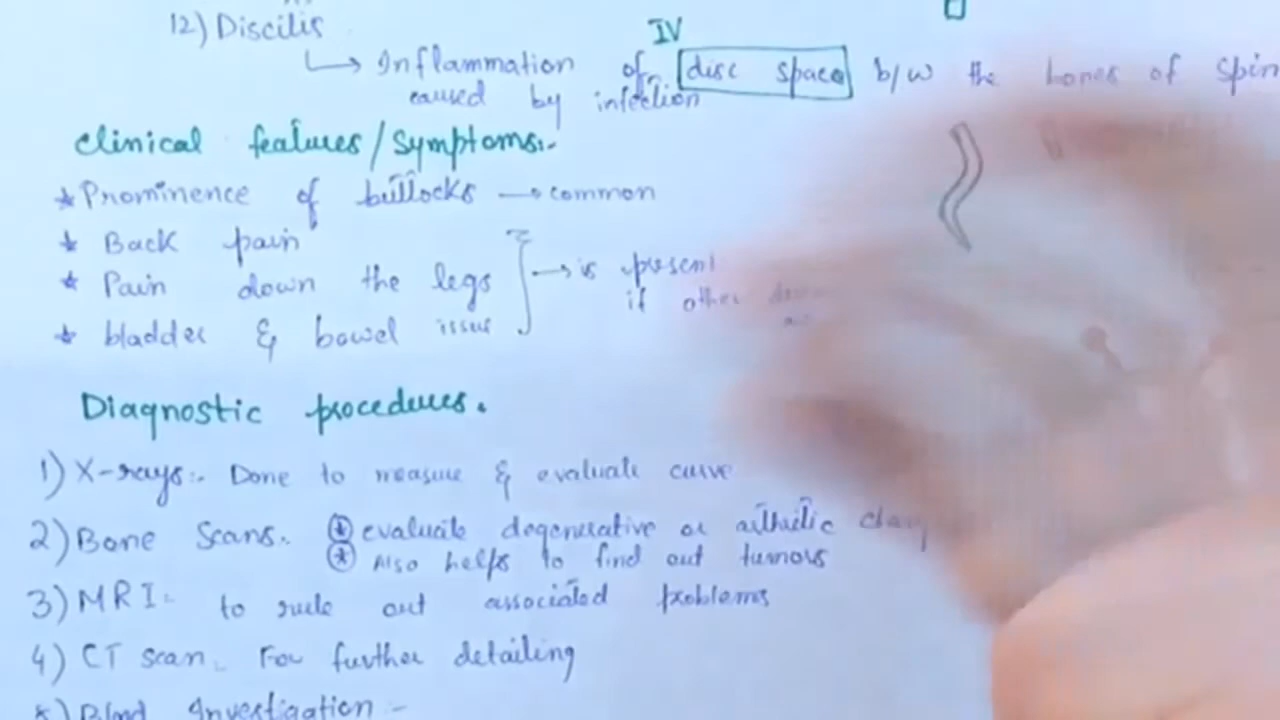 12) Discitis
IV
↳ Inflammation of disc space b/w the bones of spin
caused by infection
Clinical features/Symptoms:-
* Prominence of buttocks → common
* Back pain
* Pain down the legs → is present
if other
* bladder & bowel issue
Diagnostic procedures.
1) X-rays:- Done to measure & evaluate curve
2) Bone Scans:- * evaluate degenerative or arthritic
* Also helps to find out tumors
3) MRI:- to rule out associated problems
4) CT scan:- For further detailing
5) Blood Investigation:-